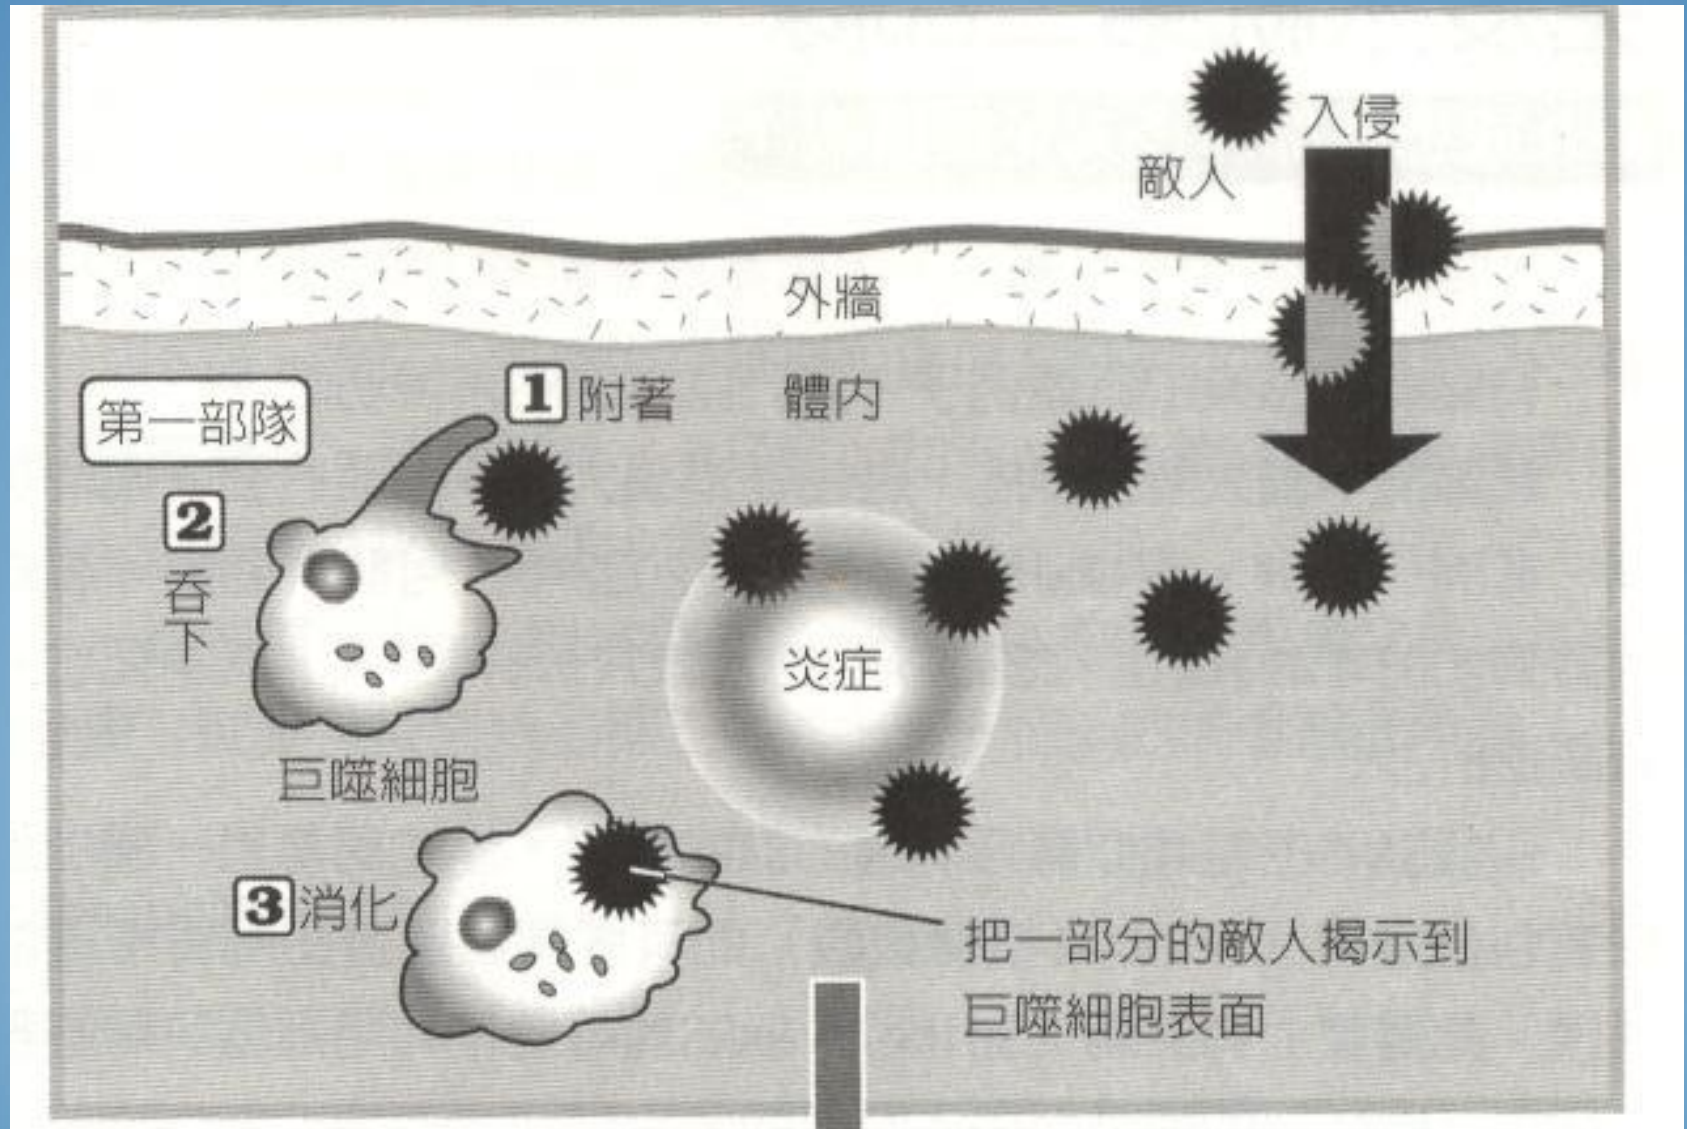 入侵
敵人
外牆
第一部隊
1 附著
體內
2
吞下
炎症
巨噬細胞
3 消化
把一部分的敵人揭示到
巨噬細胞表面